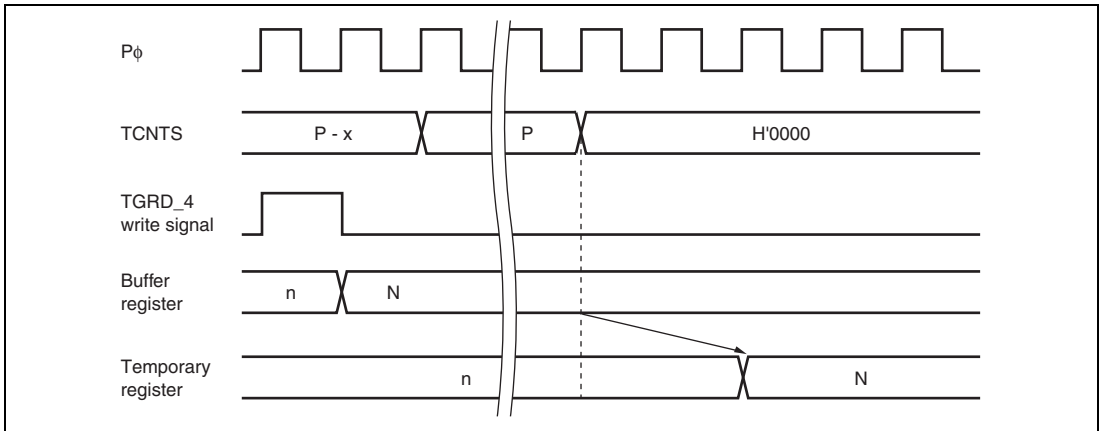 Pϕ
TCNTS
P - x
P
H'0000
TGRD_4
write signal
Buffer
register
n
N
Temporary
register
n
N